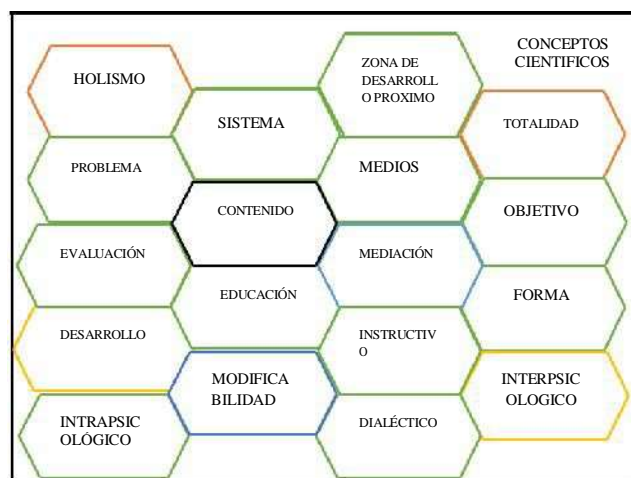 CONCEPTOS
CIENTIFICOS
HOLISMO
ZONA DE
DESARROLL
O PROXIMO
SISTEMA
TOTALIDAD
PROBLEMA
MEDIOS
CONTENIDO
OBJETIVO
EVALUACIÓN
MEDIACIÓN
EDUCACIÓN
FORMA
DESARROLLO
INSTRUCTIV
O
MODIFICA
BILIDAD
INTERPSIC
OLOGICO
INTRAPSIC
OLÓGICO
DIALÉCTICO